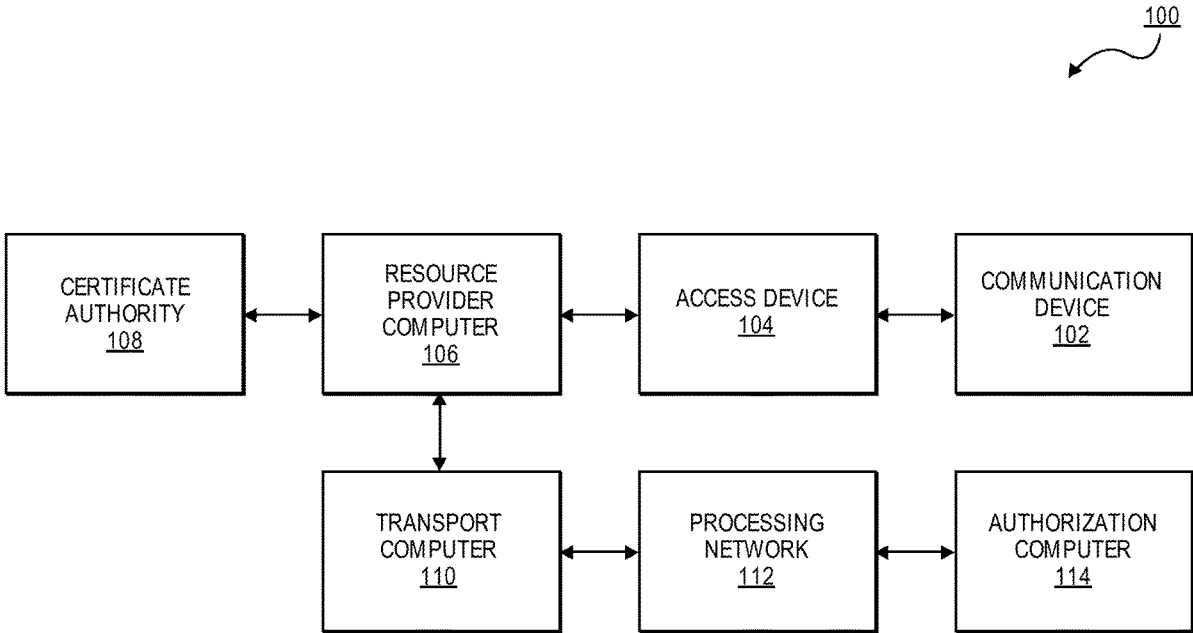 100
CERTIFICATE
AUTHORITY
108
RESOURCE
PROVIDER
COMPUTER
106
ACCESS DEVICE
104
COMMUNICATION
DEVICE
102
TRANSPORT
COMPUTER
110
PROCESSING
NETWORK
112
AUTHORIZATION
COMPUTER
114